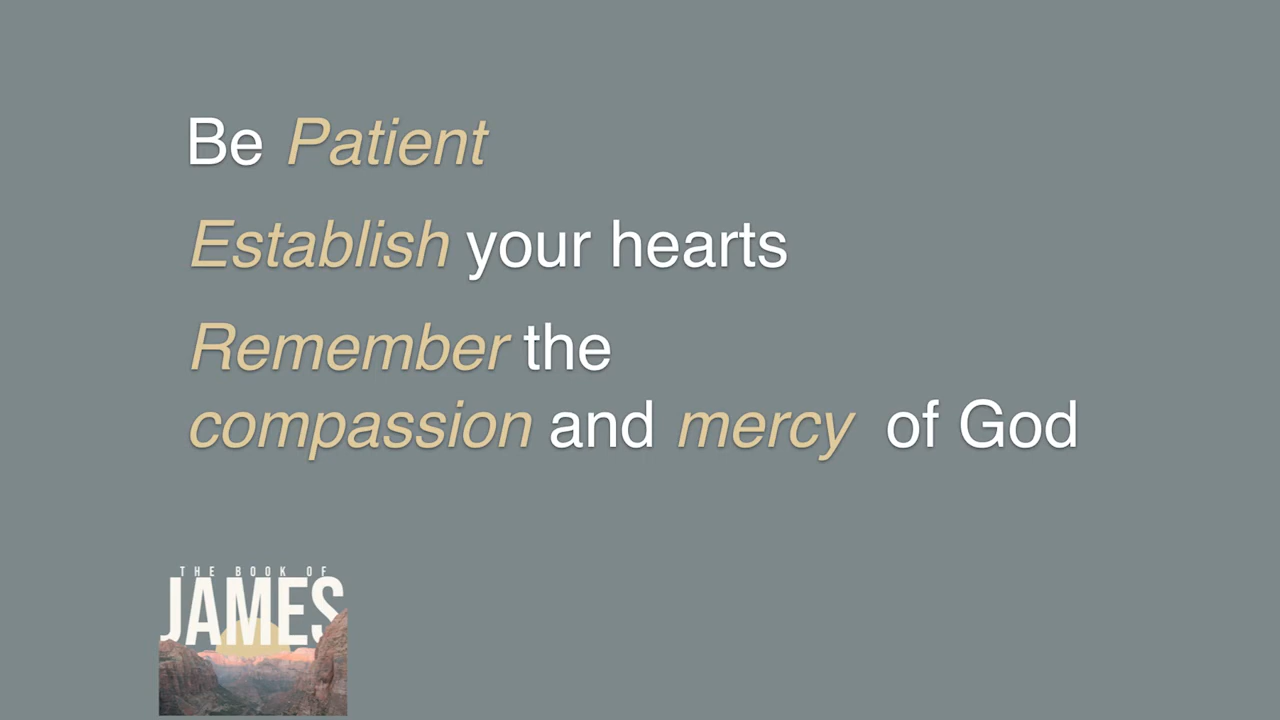 Be Patient
Establish your hearts
Remember the
compassion and mercy of God
THE BOOK OF
JAMES